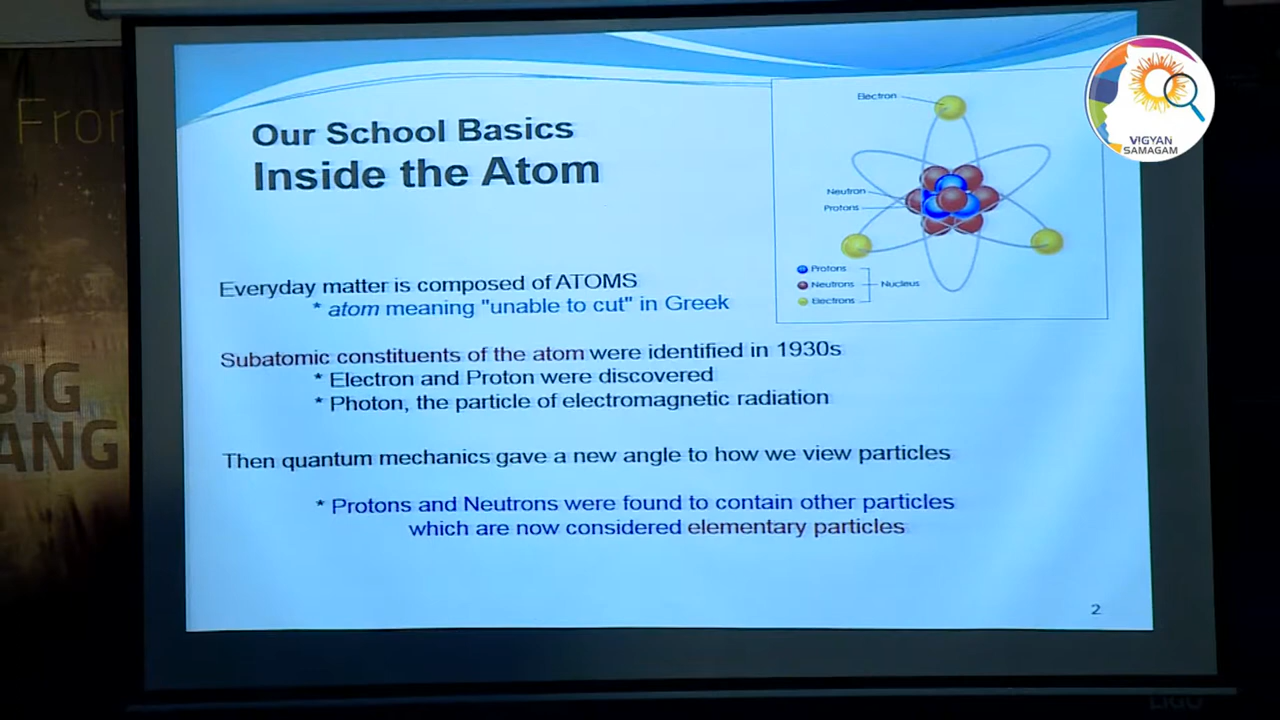 From
BIG
BANG
VIGYAN
SAMAGAM
Our School Basics
Inside the Atom
Electron
Neutron
Protons
Protons
Neutrons
Nucleus
Electrons
Everyday matter is composed of ATOMS
* atom meaning "unable to cut" in Greek
Subatomic constituents of the atom were identified in 1930s
* Electron and Proton were discovered
* Photon, the particle of electromagnetic radiation
Then quantum mechanics gave a new angle to how we view particles
* Protons and Neutrons were found to contain other particles
which are now considered elementary particles
2